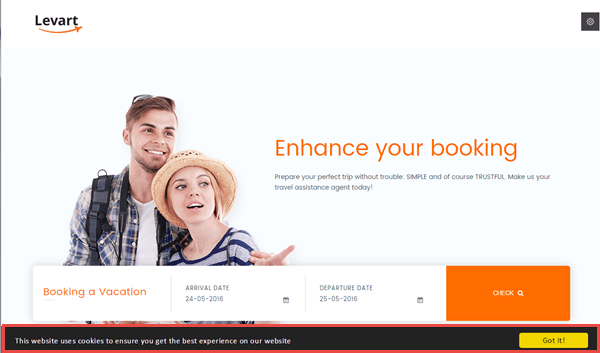 Levart
Enhance your booking
Prepare your perfect trip without trouble: SIMPLE and of course TRUSTFUL. Make us your
travel assistance agent today!
Booking a Vacation
ARRIVAL DATE
24-05-2016
DEPARTURE DATE
25-05-2016
CHECK
This website uses cookies to ensure you get the best experience on our website
Got it!